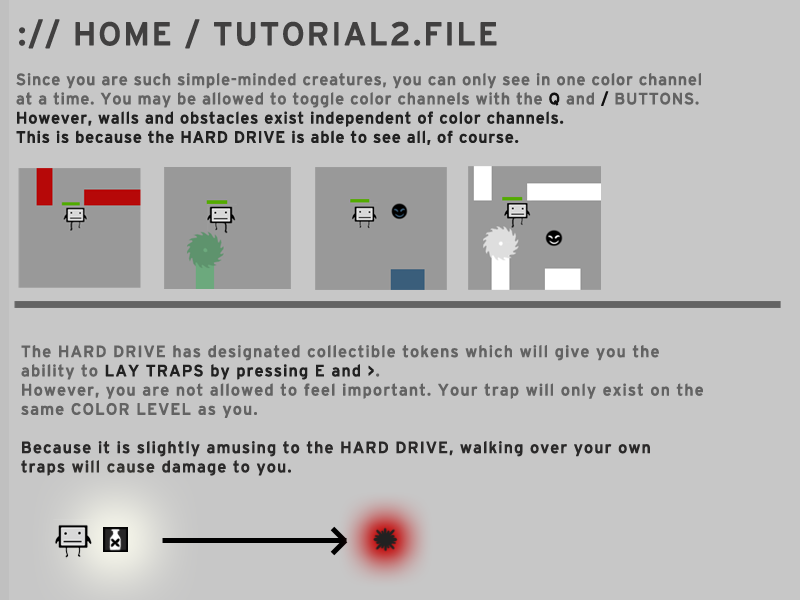 :// HOME / TUTORIAL2.FILE
Since you are such simple-minded creatures, you can only see in one color channel
at a time. You may be allowed to toggle color channels with the Q and / BUTTONS.
However, walls and obstacles exist independent of color channels.
This is because the HARD DRIVE is able to see all, of course.
The HARD DRIVE has designated collectible tokens which will give you the
ability to LAY TRAPS by pressing E and >.
However, you are not allowed to feel important. Your trap will only exist on the
same COLOR LEVEL as you.
Because it is slightly amusing to the HARD DRIVE, walking over your own
traps will cause damage to you.